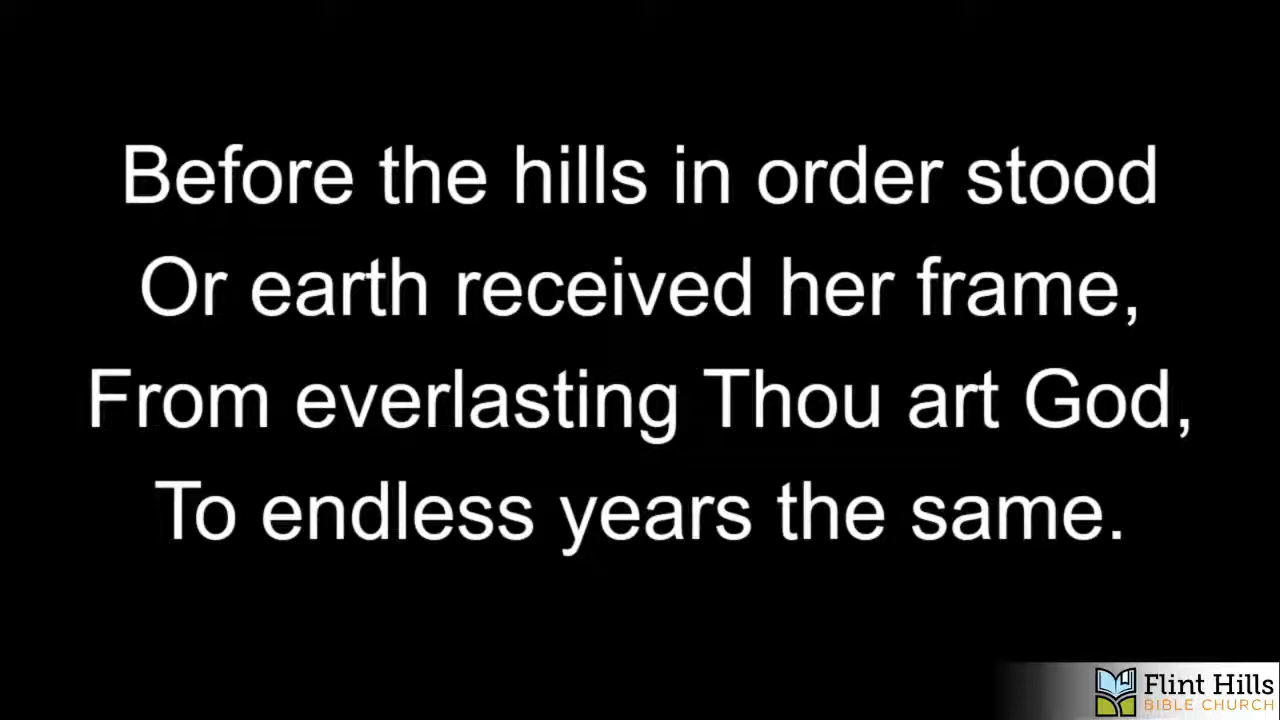 Before the hills in order stood
Or earth received her frame,
From everlasting Thou art God,
To endless years the same.
Flint Hills
BIBLE CHURCH